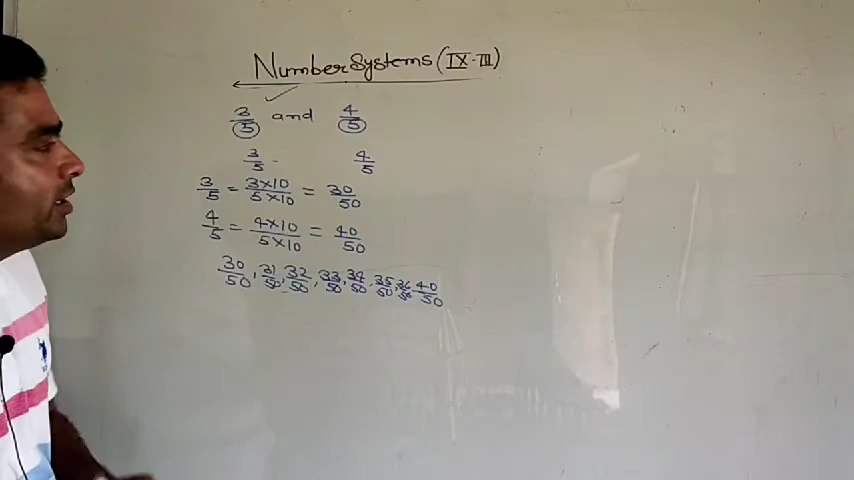 Number Systems (IX-III)
3/5 and 4/5
3/5 - 4/5
3/5 = 3×10/5×10 = 30/50
4/5 = 4×10/5×10 = 40/50
30/50, 31/50, 32/50, 33/50, 34/50, 35/50, 36/50 40/50